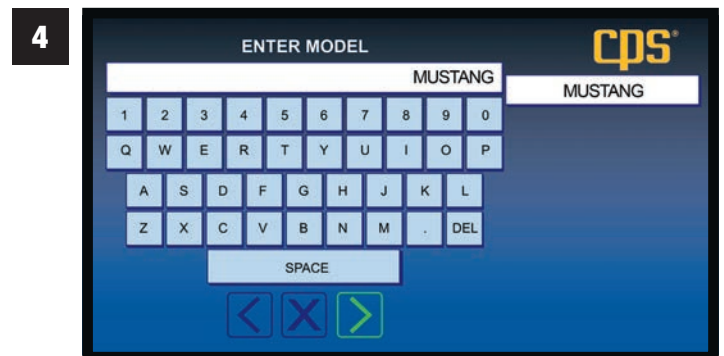 4
ENTER MODEL
cps®
MUSTANG
MUSTANG
1 2 3 4 5 6 7 8 9 0
Q W E R T Y U I O P
A S D F G H J K L
Z X C V B N M . DEL
SPACE
< X >